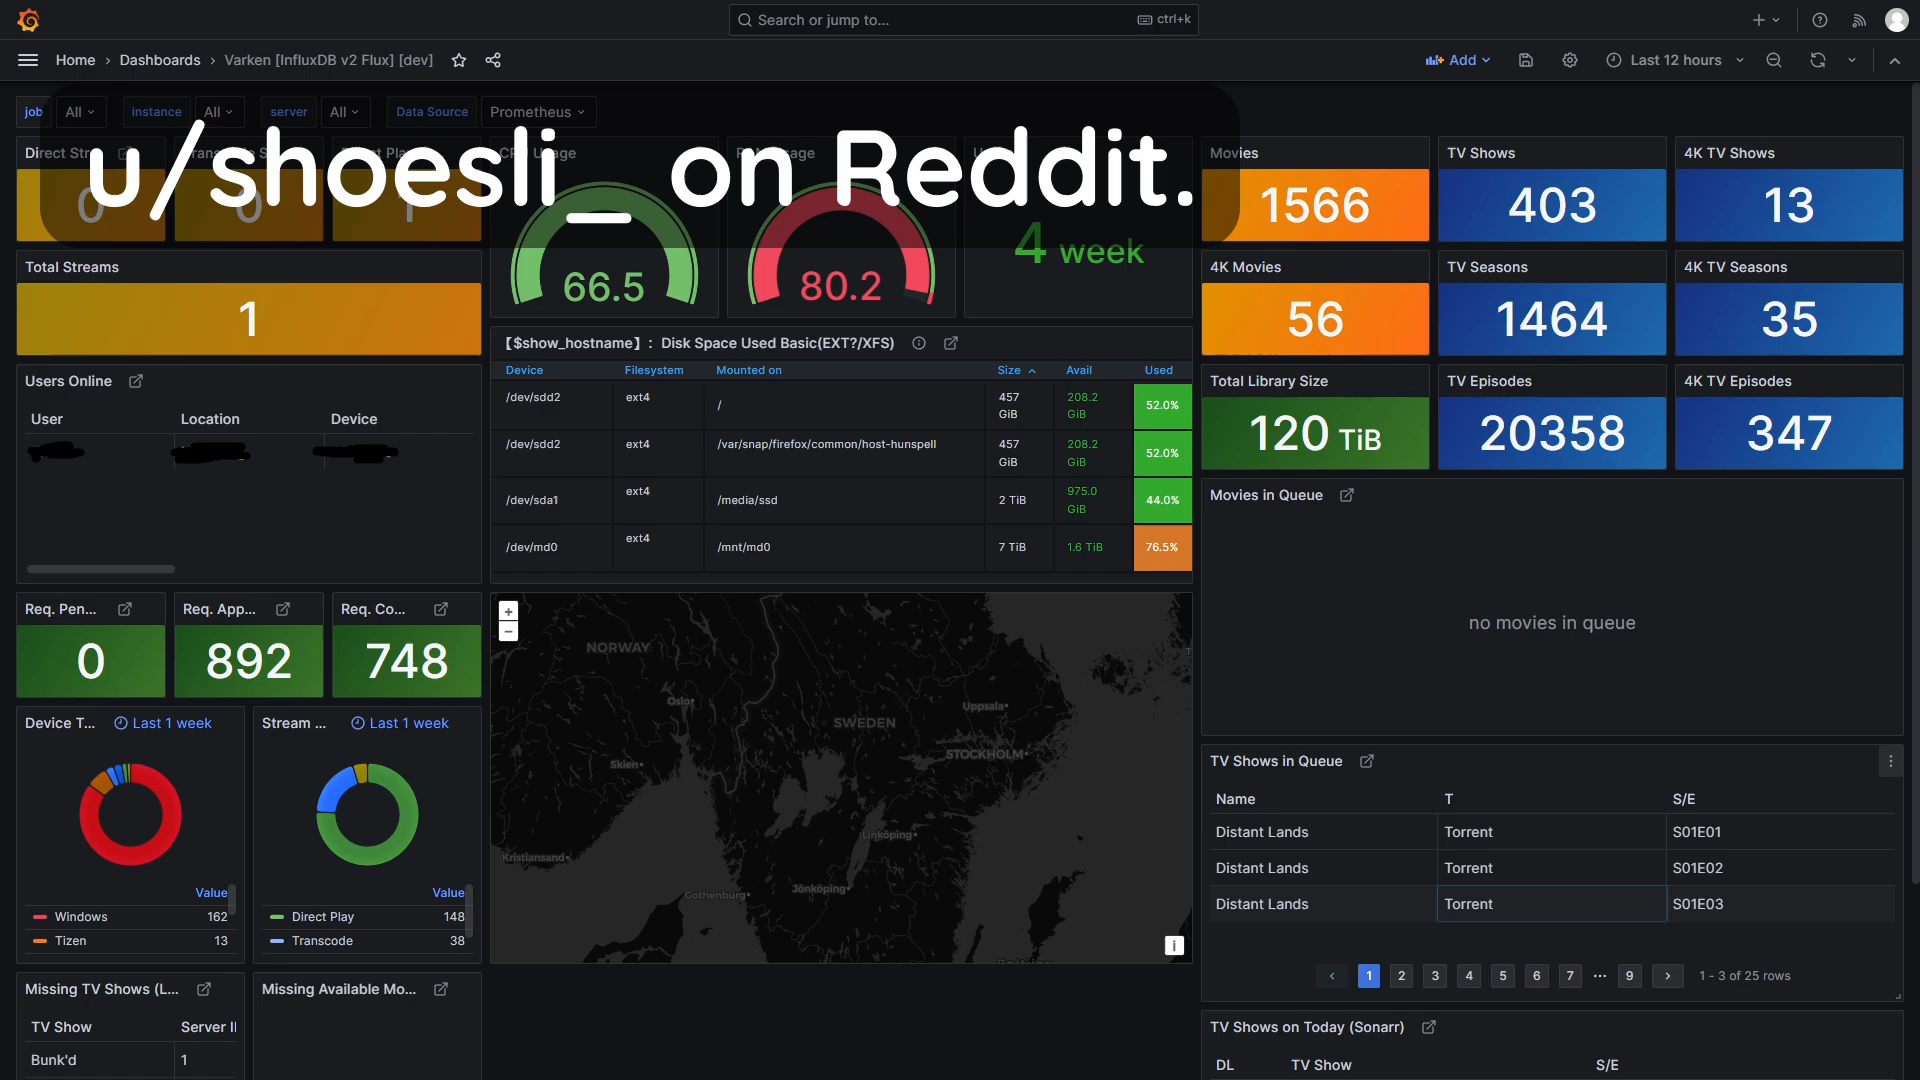 Search or jump to...
ctrl+k
Home › Dashboards › Varken [InfluxDB v2 Flux] [dev]
Add
Last 12 hours
job All instance All server All Data Source Prometheus
u/shoesli_ on Reddit.
0
0
1
Total Streams
1
66.5
80.2
4 week
Movies
1566
TV Shows
403
4K TV Shows
13
4K Movies
56
TV Seasons
1464
4K TV Seasons
35
Total Library Size
120 TiB
TV Episodes
20358
4K TV Episodes
347
Users Online
User Location Device
【$show_hostname】: Disk Space Used Basic(EXT?/XFS)
Device Filesystem Mounted on Size Avail Used
/dev/sdd2 ext4 / 457 GiB 208.2 GiB 52.0%
/dev/sdd2 ext4 /var/snap/firefox/common/host-hunspell 457 GiB 208.2 GiB 52.0%
/dev/sda1 ext4 /media/ssd 2 TiB 975.0 GiB 44.0%
/dev/md0 ext4 /mnt/md0 7 TiB 1.6 TiB 76.5%
Movies in Queue
no movies in queue
Req. Pen...
0
Req. App...
892
Req. Co...
748
Device T... Last 1 week
Value
Windows 162
Tizen 13
Stream ... Last 1 week
Value
Direct Play 148
Transcode 38
+
−
NORWAY
Oslo
SWEDEN
Uppsala
STOCKHOLM
Skien
Linköping
Kristiansand
Jönköping
Gothenburg
i
TV Shows in Queue
Name T S/E
Distant Lands Torrent S01E01
Distant Lands Torrent S01E02
Distant Lands Torrent S01E03
‹ 1 2 3 4 5 6 7 ... 9 › 1 - 3 of 25 rows
Missing TV Shows (L...
TV Show Server I
Bunk'd 1
Missing Available Mo...
TV Shows on Today (Sonarr)
DL TV Show S/E